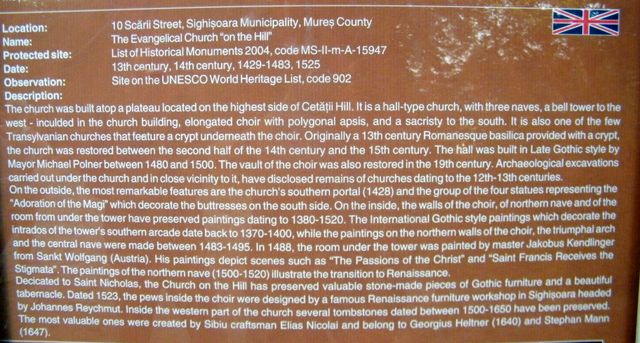 Location: 10 Scării Street, Sighişoara Municipality, Mureş County
Name: The Evangelical Church "on the Hill"
Protected site: List of Historical Monuments 2004, code MS-II-m-A-15947
Date: 13th century, 14th century, 1429-1483, 1525
Observation: Site on the UNESCO World Heritage List, code 902
Description:
The church was built atop a plateau located on the highest side of Cetăţii Hill. It is a hall-type church, with three naves, a bell tower to the
west - inculded in the church building, elongated choir with polygonal apsis, and a sacristy to the south. It is also one of the few
Transylvanian churches that festure a crypt underneath the choir. Originally a 13th century Romanesque basilica provided with a crypt,
the church was restored between the second half of the 14th century and the 15th century. The hall was built in Late Gothic style by
Mayor Michael Polner between 1480 and 1500. The vault of the choir was also restored in the 19th century. Archaeological excavations
carried out under the church and in close vicinity to it, have disclosed remains of churches dating to the 12th-13th centuries.
On the outside, the most remarkable features are the church's southern portal (1428) and the group of the four statues representing the
"Adoration of the Magi" which decorate the buttresses on the south side. On the inside, the walls of the choir, of northern nave and of the
room from under the tower have preserved paintings dating to 1380-1520. The International Gothic style paintings which decorate the
intrados of the tower's southern arcade date back to 1370-1400, while the paintings on the northern walls of the choir, the triumphal arch
and the central nave were made between 1483-1495. In 1488, the room under the tower was painted by master Jakobus Kendlinger
from Sankt Wolfgang (Austria). His paintings depict scenes such as "The Passions of the Christ" and "Saint Francis Receives the
Stigmata". The paintings of the northern nave (1500-1520) illustrate the transition to Renaissance.
Decicated to Saint Nicholas, the Church on the Hill has preserved valuable stone-made pieces of Gothic furniture and a beautiful
tabernacle. Dated 1523, the pews inside the choir were designed by a famous Renaissance furniture workshop in Sighişoara headed
by Johannes Reychmut. Inside the western part of the church several tombstones dated between 1500-1650 have been preserved.
The most valuable ones were created by Sibiu craftsman Elias Nicolai and belong to Georgius Heltner (1640) and Stephan Mann
(1647).